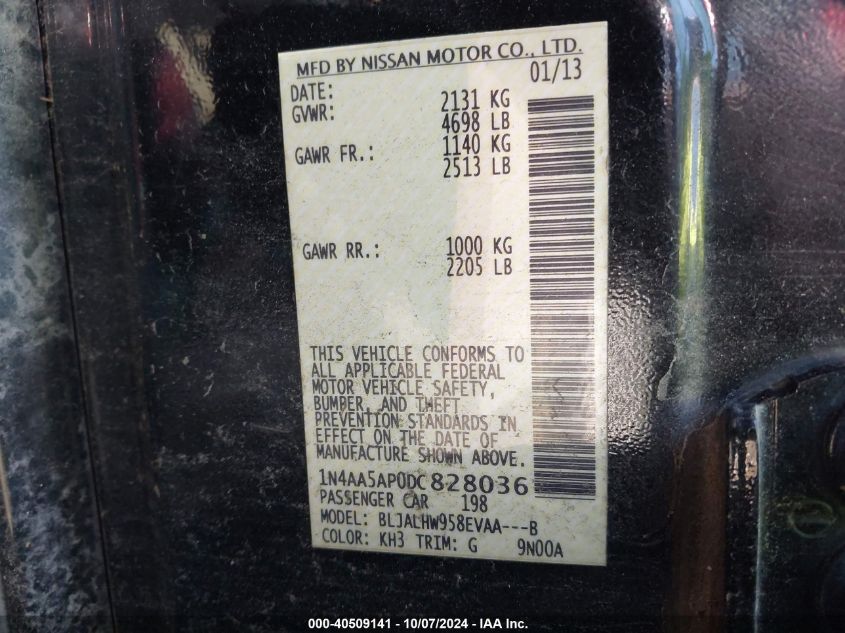 MFD BY NISSAN MOTOR CO., LTD.
DATE: 01/13
GVWR: 2131 KG
4698 LB
GAWR FR.: 1140 KG
2513 LB
GAWR RR.: 1000 KG
2205 LB
THIS VEHICLE CONFORMS TO
ALL APPLICABLE FEDERAL
MOTOR VEHICLE SAFETY,
BUMPER, AND THEFT
PREVENTION STANDARDS IN
EFFECT ON THE DATE OF
MANUFACTURE SHOWN ABOVE.
1N4AA5AP0DC828036
PASSENGER CAR 198
MODEL: BLJALHW958EVAA---B
COLOR: KH3 TRIM: G 9N00A
000-40509141 - 10/07/2024 - IAA Inc.